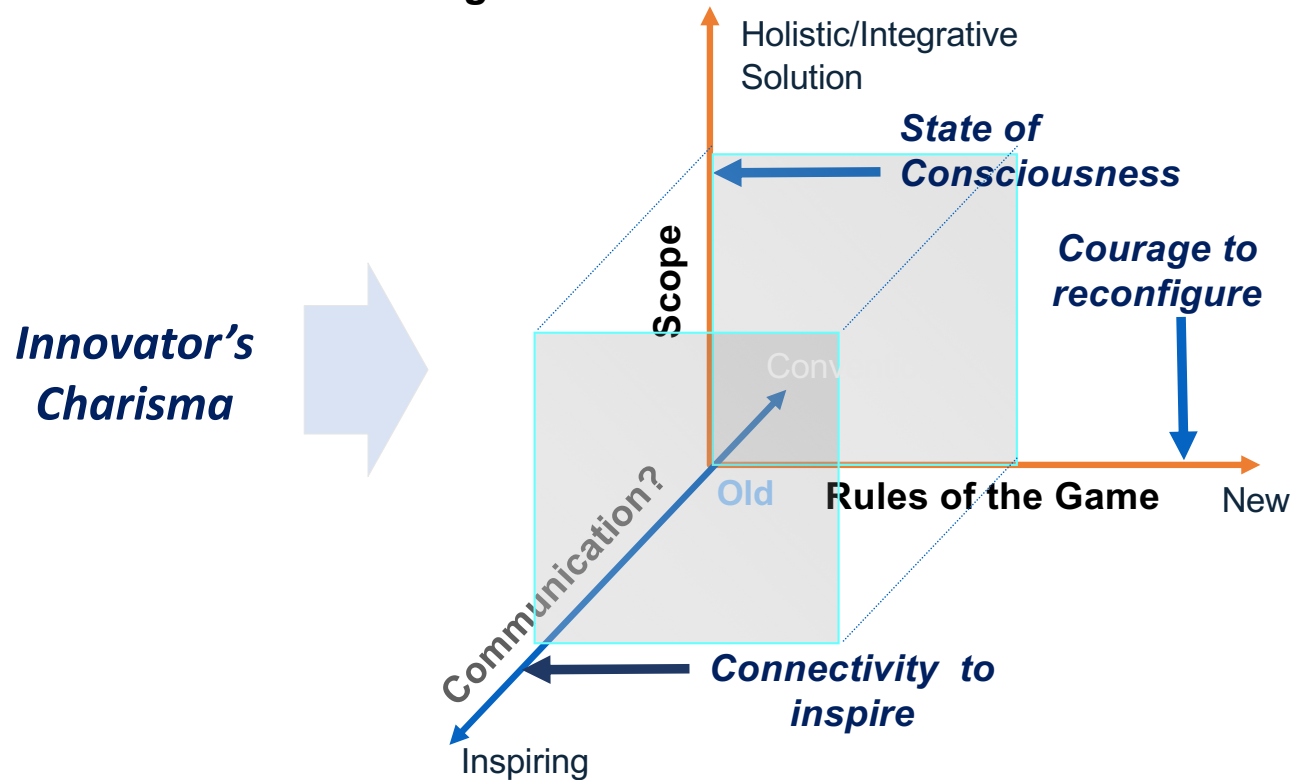 Holistic/Integrative
Solution
State of
Consciousness
Scope
Courage to
reconfigure
Innovator’s
Charisma
Old
Rules of the Game
New
Communication?
Connectivity to
inspire
Inspiring